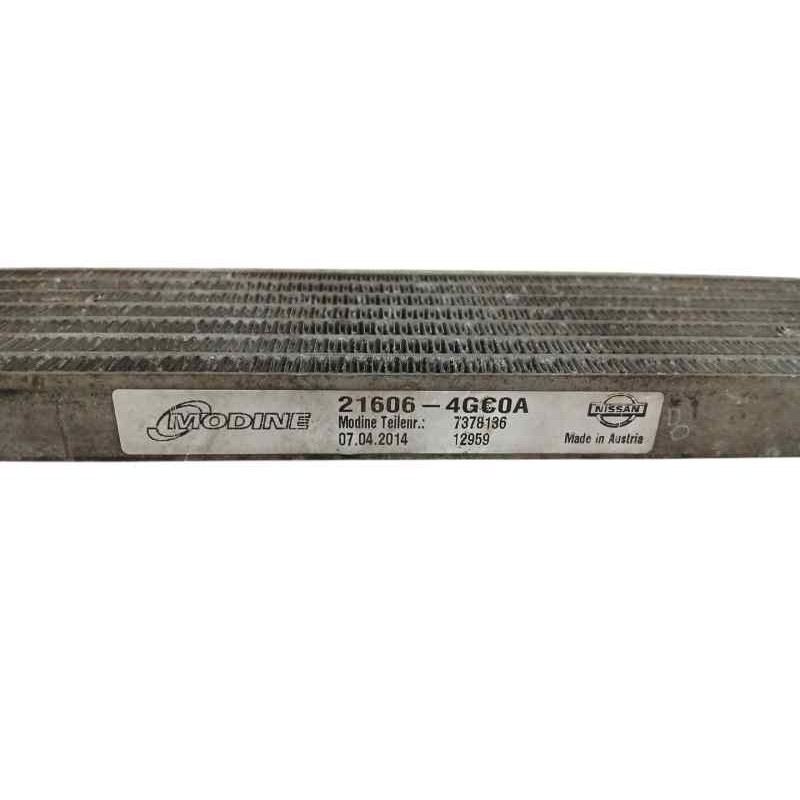 MODINE
21606-4GC0A
Modine Teilenr.: 7378136
07.04.2014 12959
NISSAN
Made in Austria